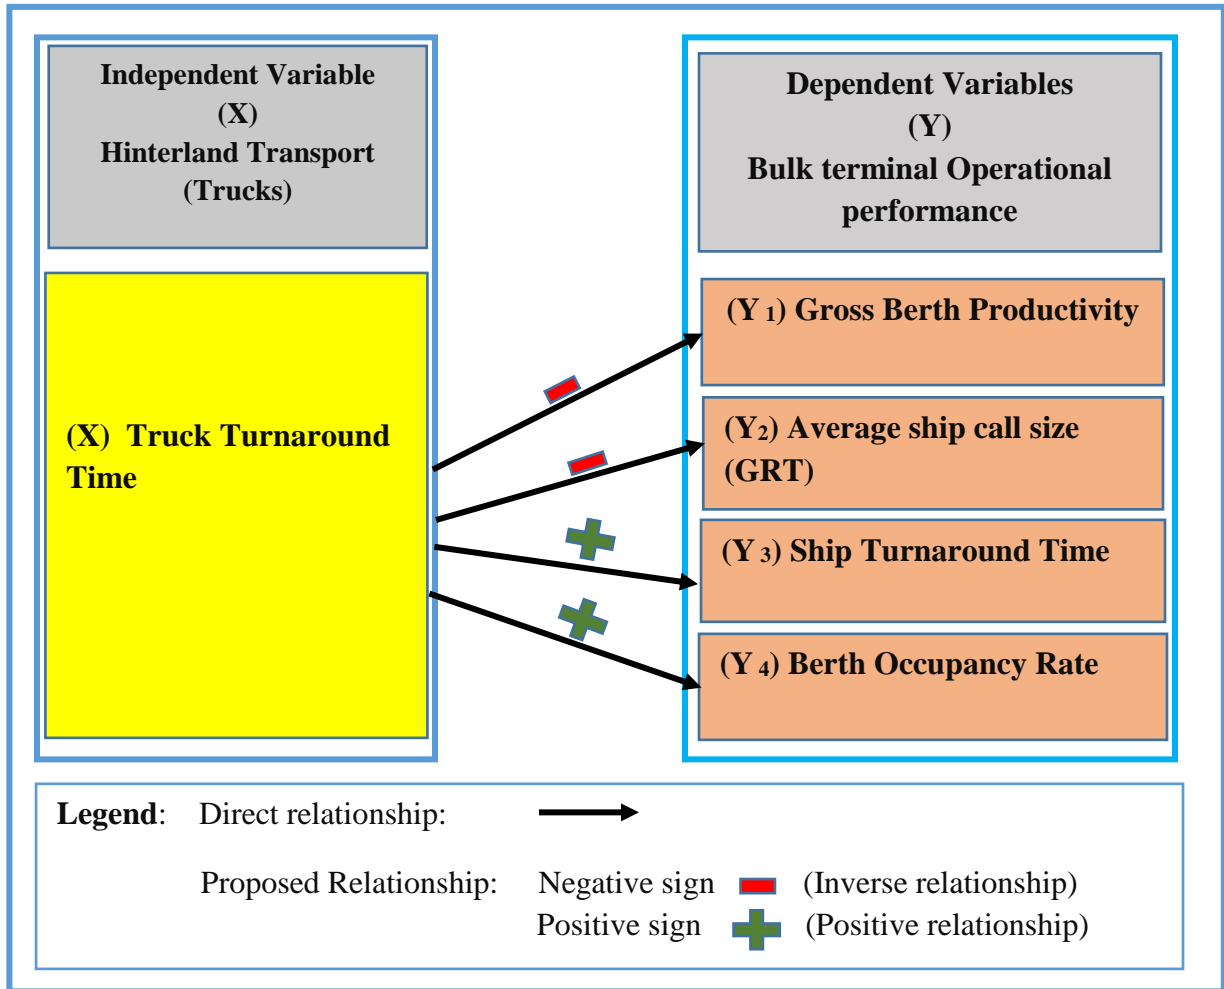 Independent Variable
(X)
Hinterland Transport
(Trucks)
(X) Truck Turnaround
Time
Dependent Variables
(Y)
Bulk terminal Operational
performance
(Y 1) Gross Berth Productivity
(Y2) Average ship call size
(GRT)
(Y 3) Ship Turnaround Time
(Y 4) Berth Occupancy Rate
Legend: Direct relationship:
Proposed Relationship: Negative sign (Inverse relationship)
Positive sign (Positive relationship)